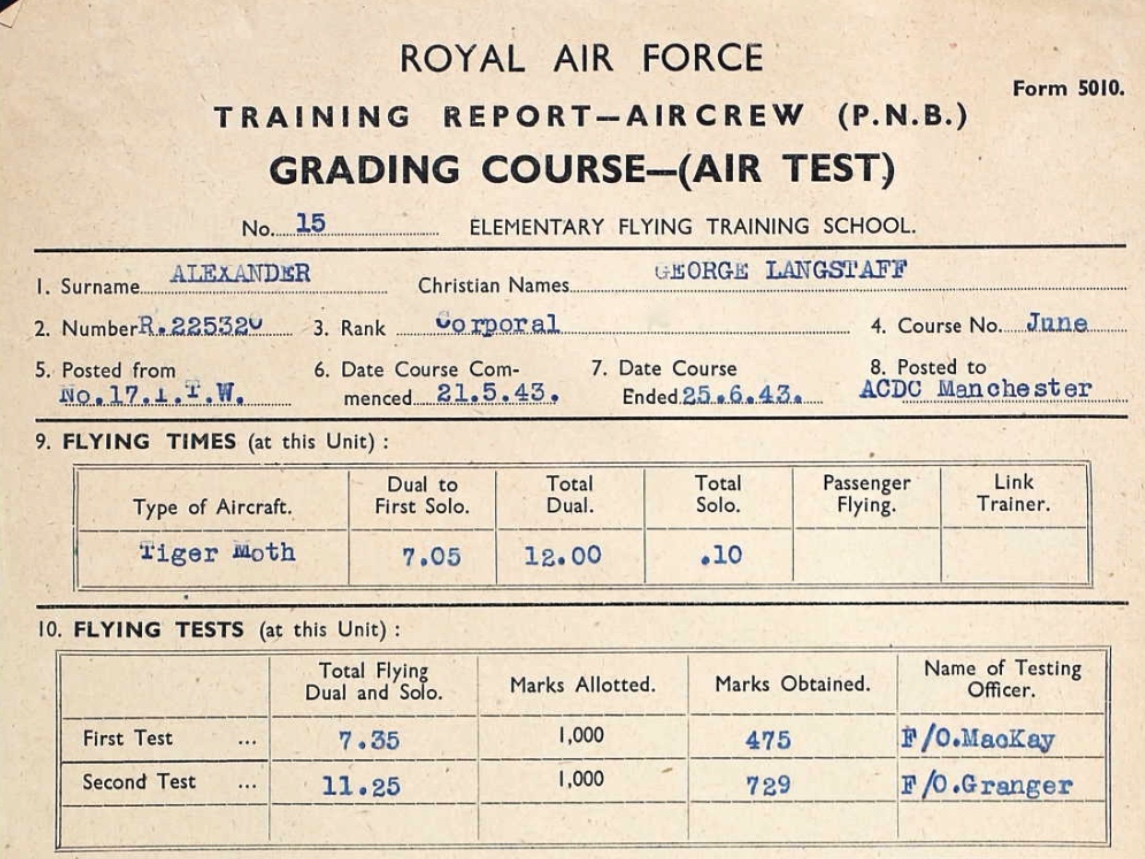 ROYAL AIR FORCE
Form 5010.
TRAINING REPORT—AIRCREW (P.N.B.)
GRADING COURSE—(AIR TEST)
No. 15 ELEMENTARY FLYING TRAINING SCHOOL.
1. Surname ALEXANDER Christian Names GEORGE LANGSTAFF
2. Number R.225320 3. Rank Corporal 4. Course No. June
5. Posted from 6. Date Course Com- 7. Date Course 8. Posted to
No.17.I.T.W. menced 21.5.43. Ended 25.6.43. ACDC Manchester
9. FLYING TIMES (at this Unit) :
Type of Aircraft. Dual to First Solo. Total Dual. Total Solo. Passenger Flying. Link Trainer.
Tiger Moth 7.05 12.00 .10
10. FLYING TESTS (at this Unit) :
Total Flying Dual and Solo. Marks Allotted. Marks Obtained. Name of Testing Officer.
First Test ... 7.35 1,000 475 F/O.MacKay
Second Test ... 11.25 1,000 729 F/O.Granger